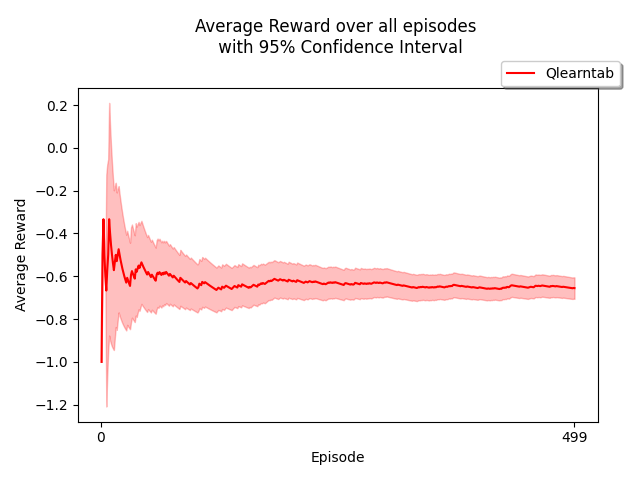 Average Reward over all episodes
with 95% Confidence Interval
Qlearntab
0.2
0.0
−0.2
−0.4
−0.6
−0.8
−1.0
−1.2
Average Reward
0
499
Episode